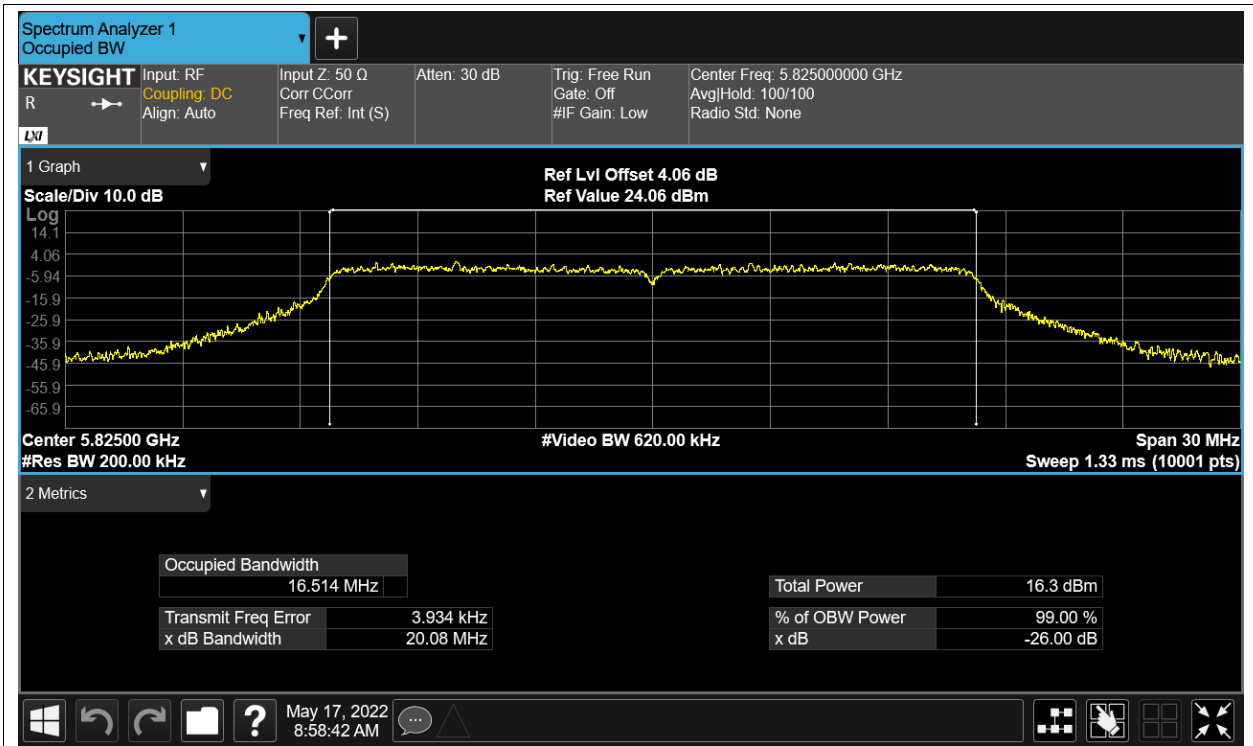 Spectrum Analyzer 1
Occupied BW
KEYSIGHT
R
LXI
Input: RF
Coupling: DC
Align: Auto
Input Z: 50 Ω
Corr CCorr
Freq Ref: Int (S)
Atten: 30 dB
Trig: Free Run
Gate: Off
#IF Gain: Low
Center Freq: 5.825000000 GHz
Avg|Hold: 100/100
Radio Std: None
1 Graph
Scale/Div 10.0 dB
Ref Lvl Offset 4.06 dB
Ref Value 24.06 dBm
Log
14.1
4.06
-5.94
-15.9
-25.9
-35.9
-45.9
-55.9
-65.9
Center 5.82500 GHz
#Res BW 200.00 kHz
#Video BW 620.00 kHz
Span 30 MHz
Sweep 1.33 ms (10001 pts)
2 Metrics
Occupied Bandwidth
16.514 MHz
Transmit Freq Error 3.934 kHz
x dB Bandwidth 20.08 MHz
Total Power 16.3 dBm
% of OBW Power 99.00 %
x dB -26.00 dB
?
May 17, 2022
8:58:42 AM